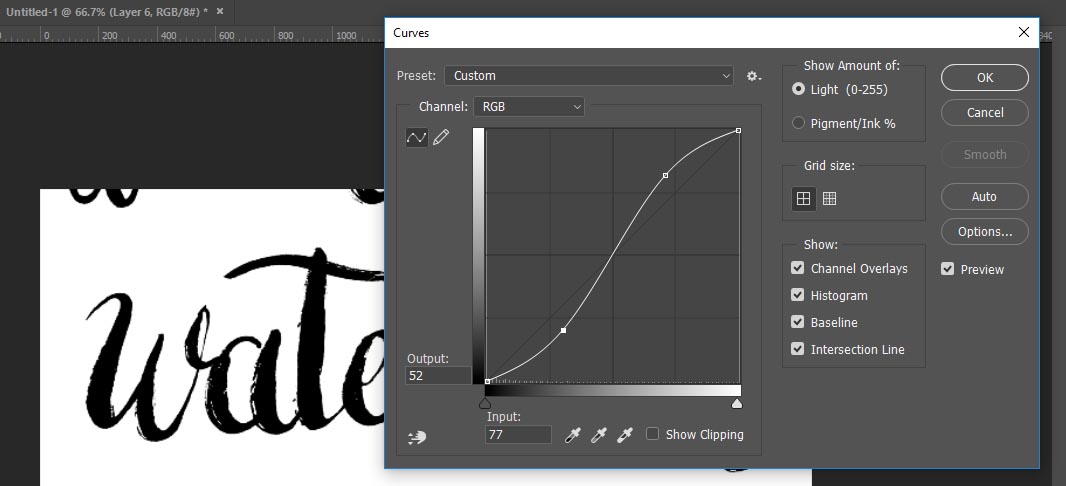 Untitled-1 @ 66.7% (Layer 6, RGB/8#) * ×
0 200 400 600 800 1000
Curves
Preset: Custom
Channel: RGB
Output:
52
Input:
77
Show Clipping
Show Amount of:
Light (0-255)
Pigment/Ink %
Grid size:
Show:
Channel Overlays
Histogram
Baseline
Intersection Line
OK
Cancel
Smooth
Auto
Options...
Preview
wate